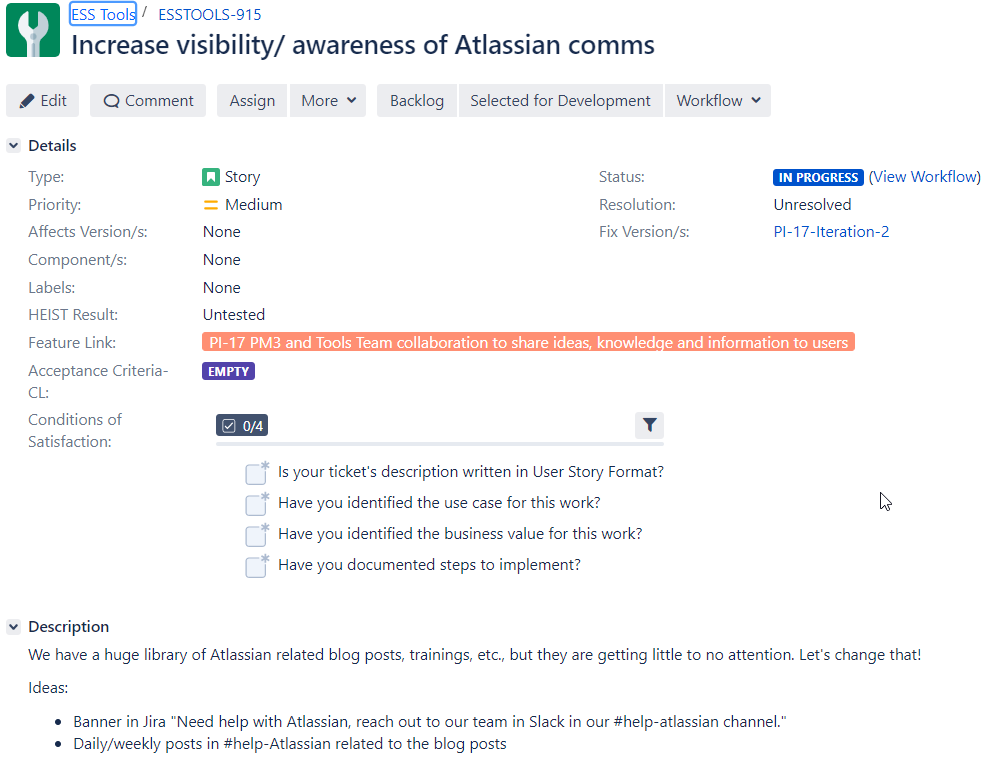 ESS Tools / ESSTOOLS-915
Increase visibility/ awareness of Atlassian comms
Edit Comment Assign More Backlog Selected for Development Workflow
Details
Type: Story Status: IN PROGRESS (View Workflow)
Priority: Medium Resolution: Unresolved
Affects Version/s: None Fix Version/s: PI-17-Iteration-2
Component/s: None
Labels: None
HEIST Result: Untested
Feature Link: PI-17 PM3 and Tools Team collaboration to share ideas, knowledge and information to users
Acceptance Criteria- EMPTY
CL:
Conditions of 0/4
Satisfaction:
Is your ticket's description written in User Story Format?
Have you identified the use case for this work?
Have you identified the business value for this work?
Have you documented steps to implement?
Description
We have a huge library of Atlassian related blog posts, trainings, etc., but they are getting little to no attention. Let's change that!
Ideas:
• Banner in Jira "Need help with Atlassian, reach out to our team in Slack in our #help-atlassian channel."
• Daily/weekly posts in #help-Atlassian related to the blog posts